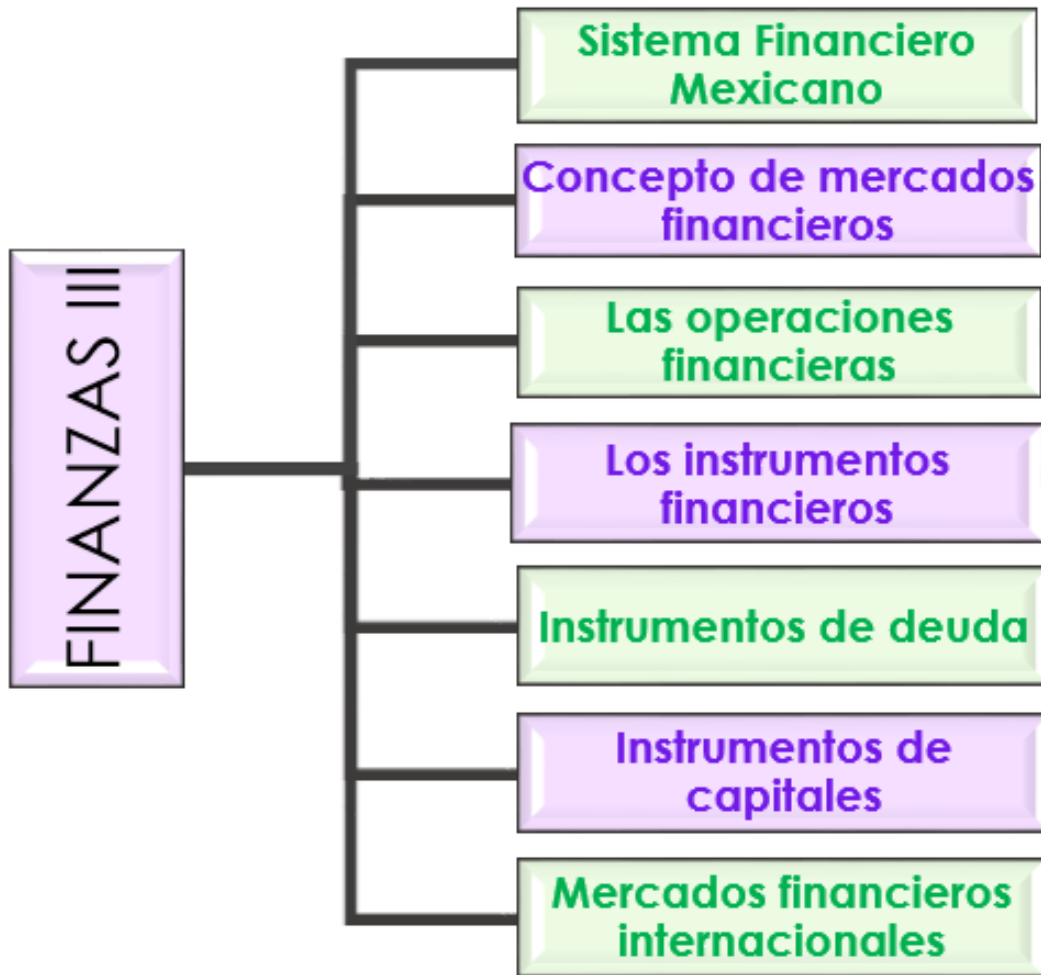 FINANZAS III
Sistema Financiero
Mexicano
Concepto de mercados
financieros
Las operaciones
financieras
Los instrumentos
financieros
Instrumentos de deuda
Instrumentos de
capitales
Mercados financieros
internacionales